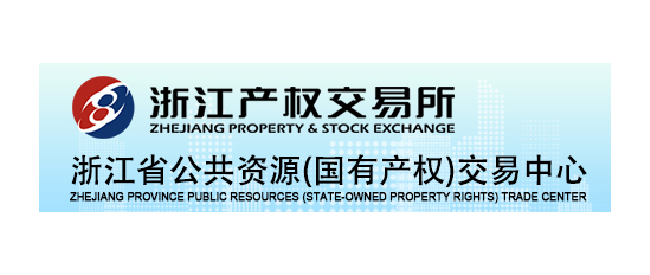 浙江产权交易所
ZHEJIANG PROPERTY & STOCK EXCHANGE
浙江省公共资源(国有产权)交易中心
ZHEJIANG PROVINCE PUBLIC RESOURCES (STATE-OWNED PROPERTY RIGHTS) TRADE CENTER